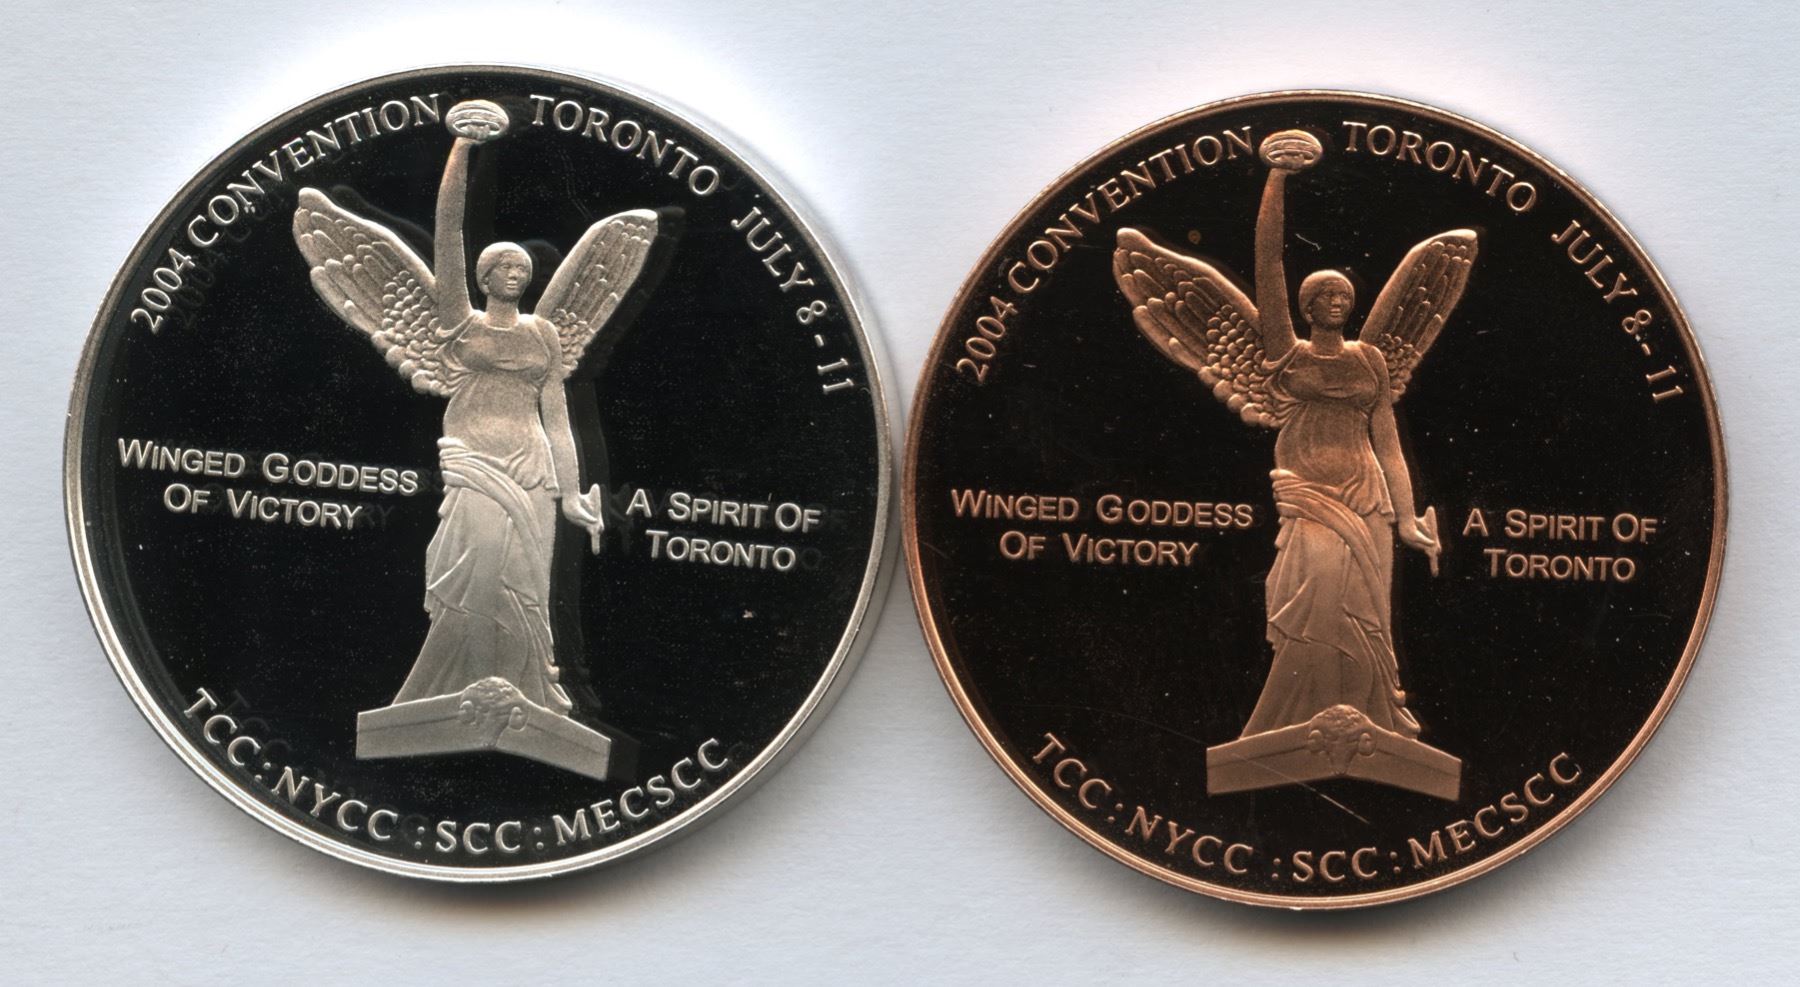 2004 CONVENTION TORONTO JULY 8 - 11
WINGED GODDESS
OF VICTORY
A SPIRIT OF
TORONTO
TCC : NYCC : SCC : MECSCC
2004 CONVENTION TORONTO JULY 8 - 11
WINGED GODDESS
OF VICTORY
A SPIRIT OF
TORONTO
TCC : NYCC : SCC : MECSCC